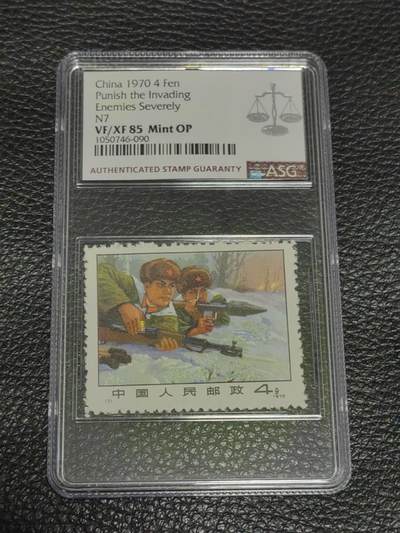 China 1970 4 Fen
Punish the Invading
Enemies Severely
N7
VF/XF 85 Mint OP
1050746-090
AUTHENTICATED STAMP GUARANTY
ASG
中国人民邮政 4分